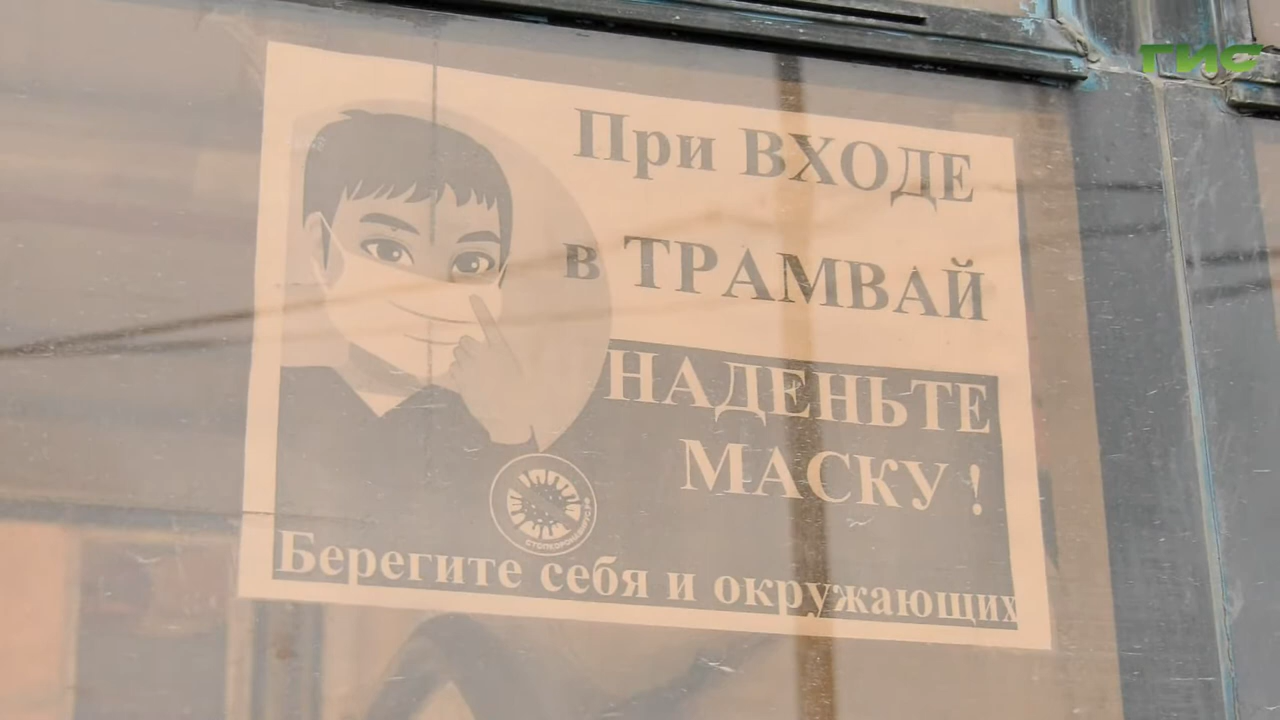 ГИС
При ВХОДЕ
в ТРАМВАЙ
НАДЕНЬТЕ
МАСКУ !
Берегите себя и окружающих